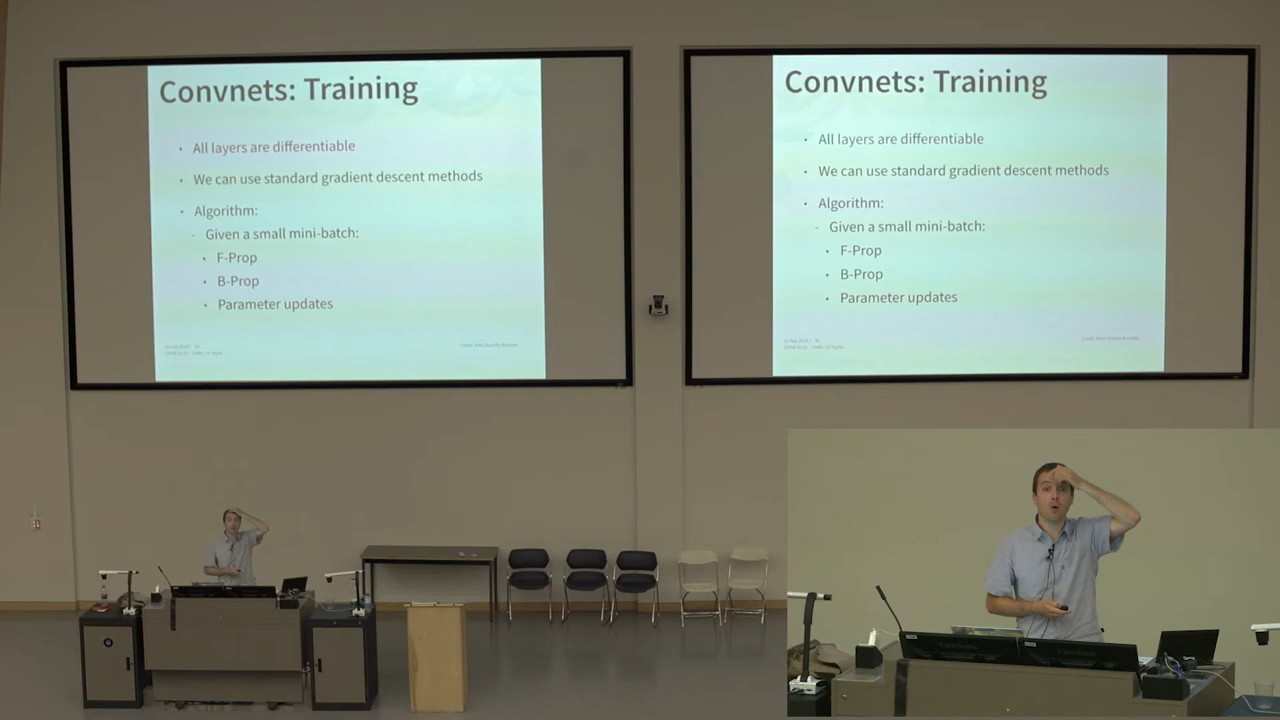 Convnets: Training
• All layers are differentiable
• We can use standard gradient descent methods
• Algorithm:
- Given a small mini-batch:
• F-Prop
• B-Prop
• Parameter updates
Convnets: Training
• All layers are differentiable
• We can use standard gradient descent methods
• Algorithm:
- Given a small mini-batch:
• F-Prop
• B-Prop
• Parameter updates